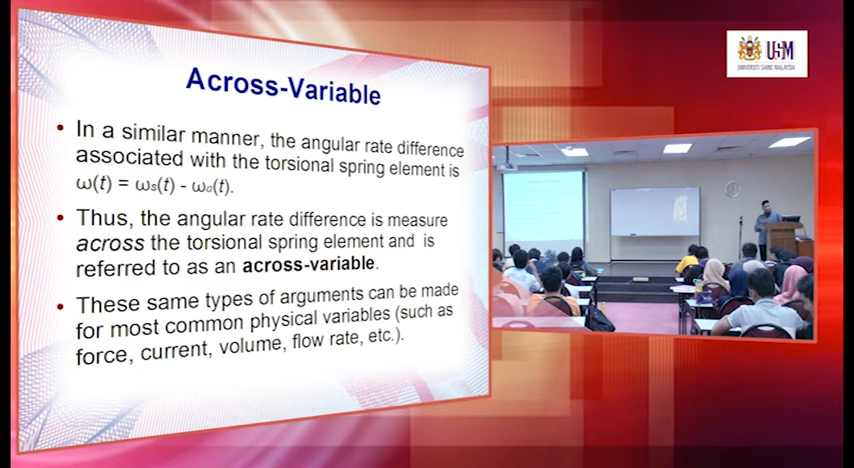 Across-Variable
• In a similar manner, the angular rate difference
associated with the torsional spring element is
ω(t) = ωs(t) - ωa(t).
• Thus, the angular rate difference is measure
across the torsional spring element and is
referred to as an across-variable.
• These same types of arguments can be made
for most common physical variables (such as
force, current, volume, flow rate, etc.).
USM
UNIVERSITI SAINS MALAYSIA